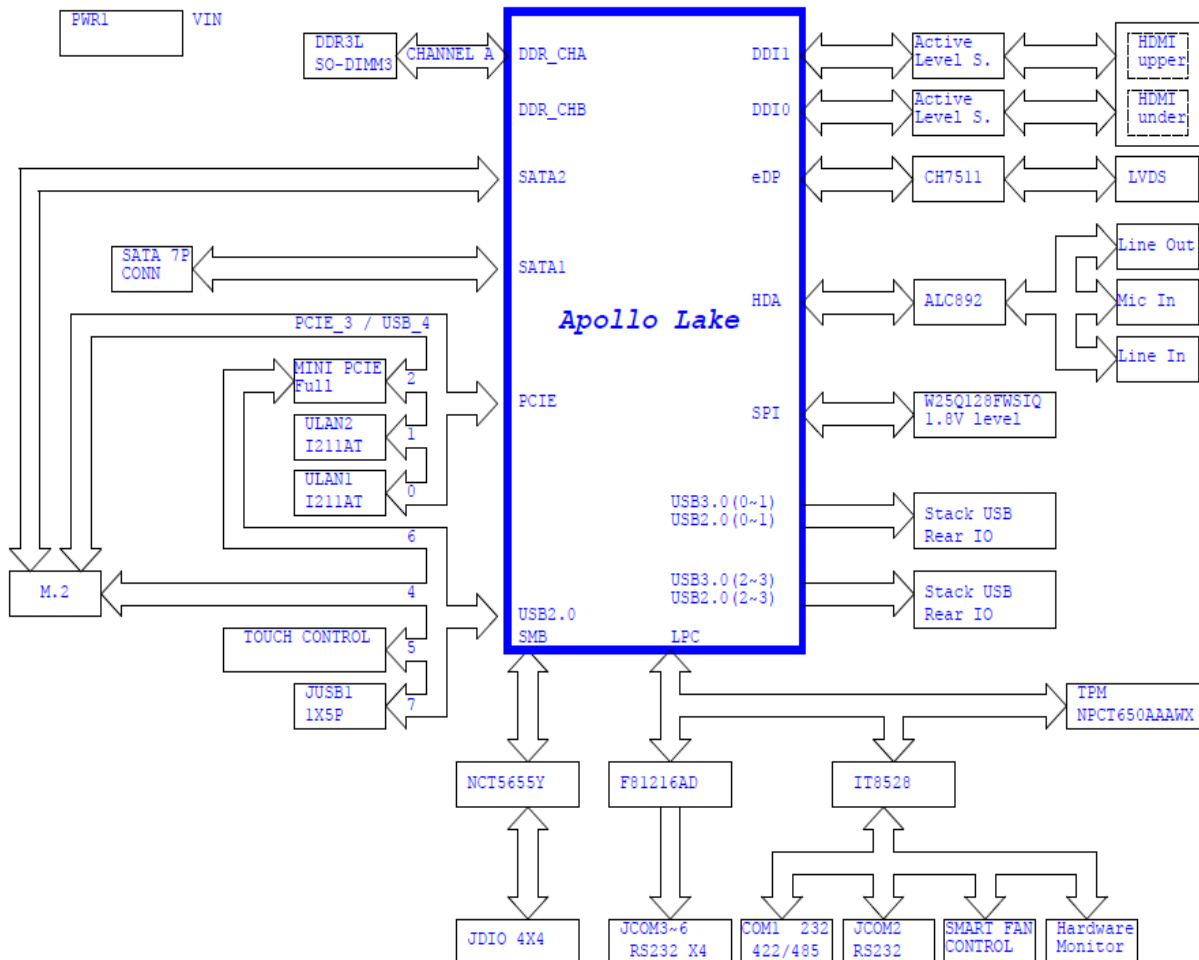 PWR1
VIN
DDR3L
SO-DIMM3
CHANNEL A
DDR_CHA
DDI1
Active
Level S.
HDMI
upper
DDR_CHB
DDI0
Active
Level S.
HDMI
under
SATA2
eDP
CH7511
LVDS
SATA 7P
CONN
SATA1
HDA
ALC892
Line Out
Mic In
Line In
Apollo Lake
PCIE_3 / USB_4
MINI PCIE
Full
2
PCIE
SPI
W25Q128FWSIQ
1.8V level
ULAN2
I211AT
1
ULAN1
I211AT
0
USB3.0(0~1)
USB2.0(0~1)
Stack USB
Rear IO
6
M.2
4
USB3.0(2~3)
USB2.0(2~3)
Stack USB
Rear IO
USB2.0
SMB
LPC
TOUCH CONTROL
5
JUSB1
1X5P
7
TPM
NPCT650AAAWX
NCT5655Y
F81216AD
IT8528
JDIO 4X4
JCOM3~6
RS232 X4
COM1 232
422/485
JCOM2
RS232
SMART FAN
CONTROL
Hardware
Monitor